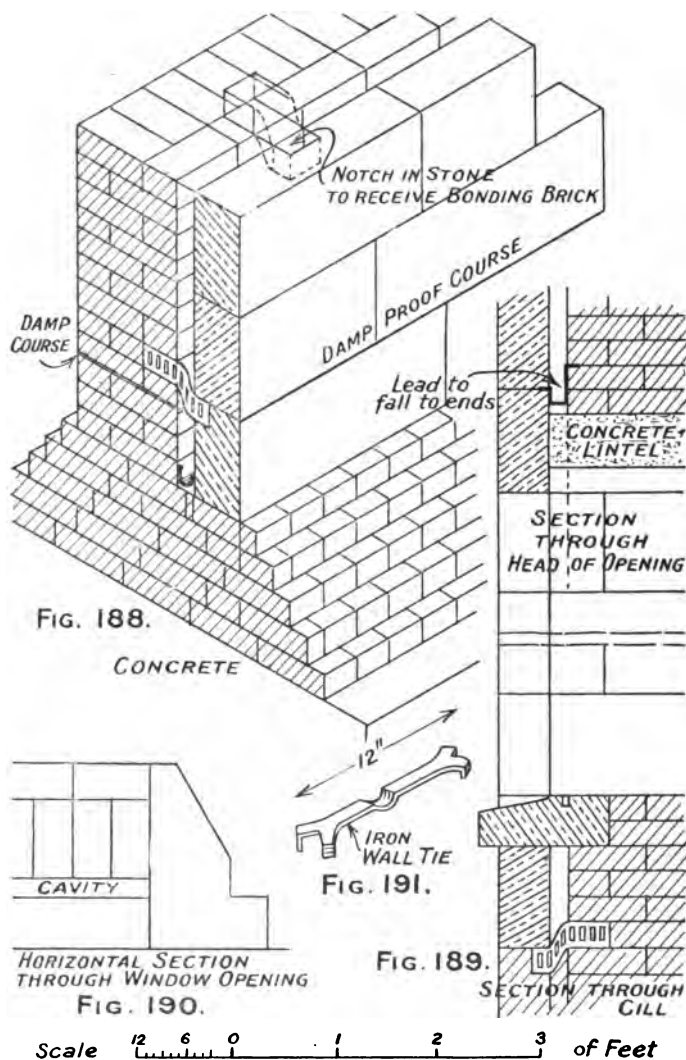 NOTCH IN STONE
TO RECEIVE BONDING BRICK
DAMP PROOF COURSE
DAMP
COURSE
Lead to
fall to ends
CONCRETE
LINTEL
SECTION
THROUGH
HEAD OF OPENING
FIG. 188.
CONCRETE
12"
IRON
WALL TIE
FIG. 191.
CAVITY
HORIZONTAL SECTION
THROUGH WINDOW OPENING
FIG. 190.
FIG. 189.
SECTION THROUGH
CILL
Scale 12 6 0 1 2 3 of Feet